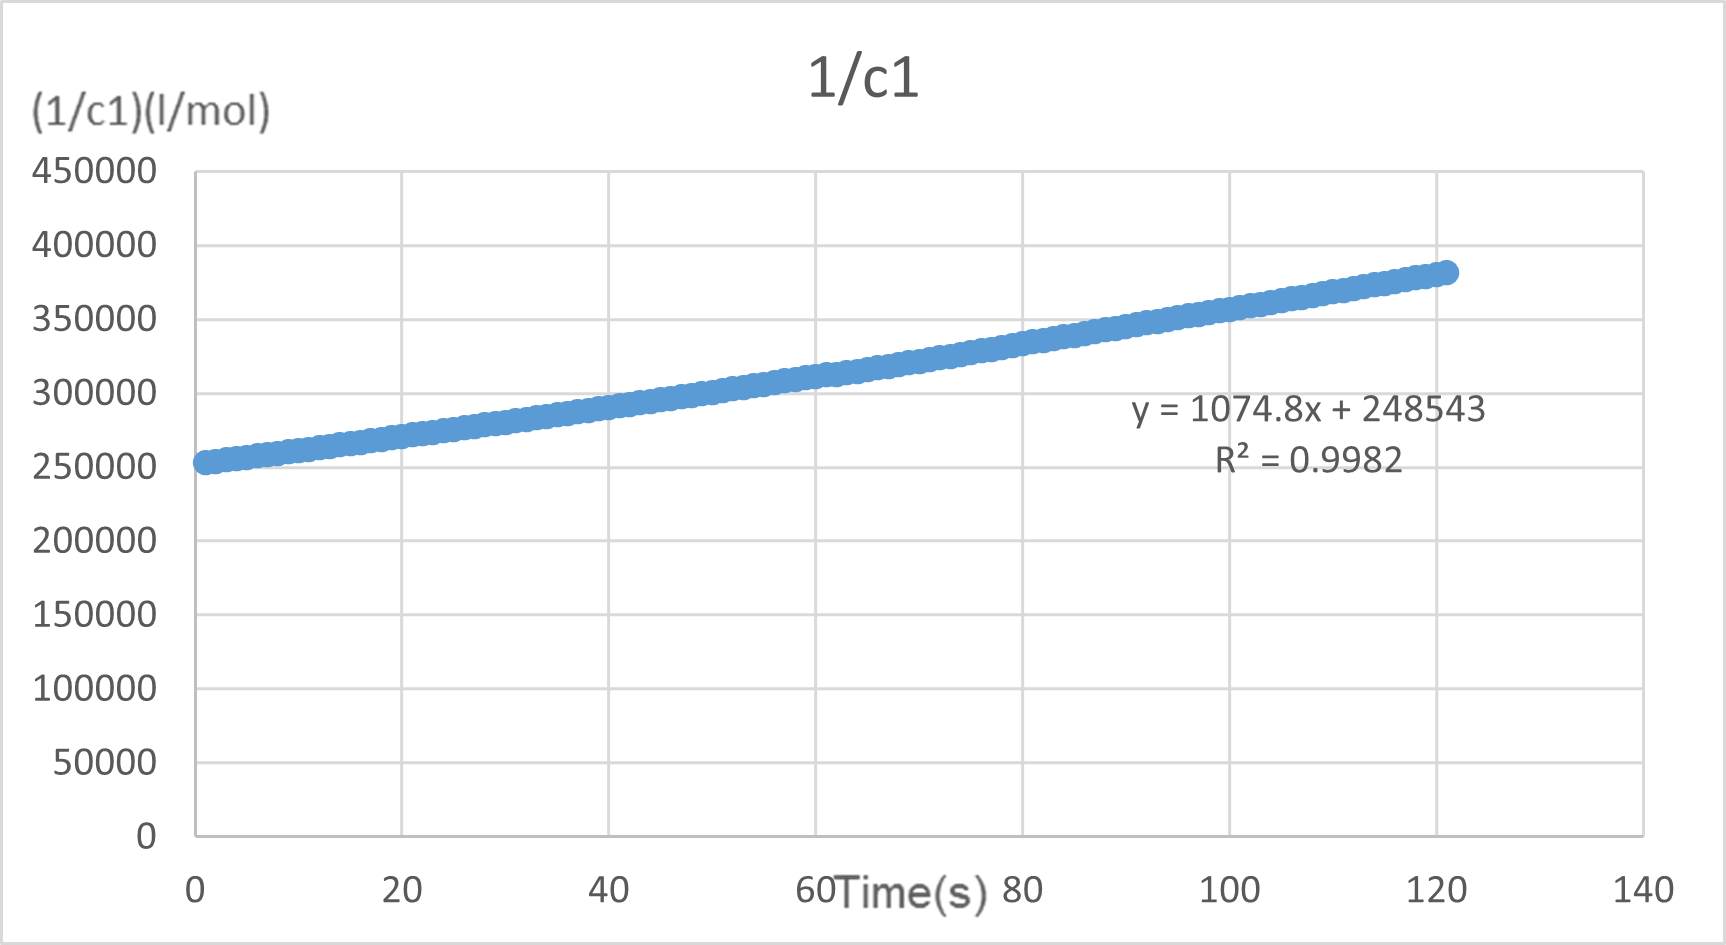 1/c1
(1/c1)(l/mol)
450000
400000
350000
300000
250000
200000
150000
100000
50000
0
y = 1074.8x + 248543
R² = 0.9982
0 20 40 60 80 100 120 140
Time(s)